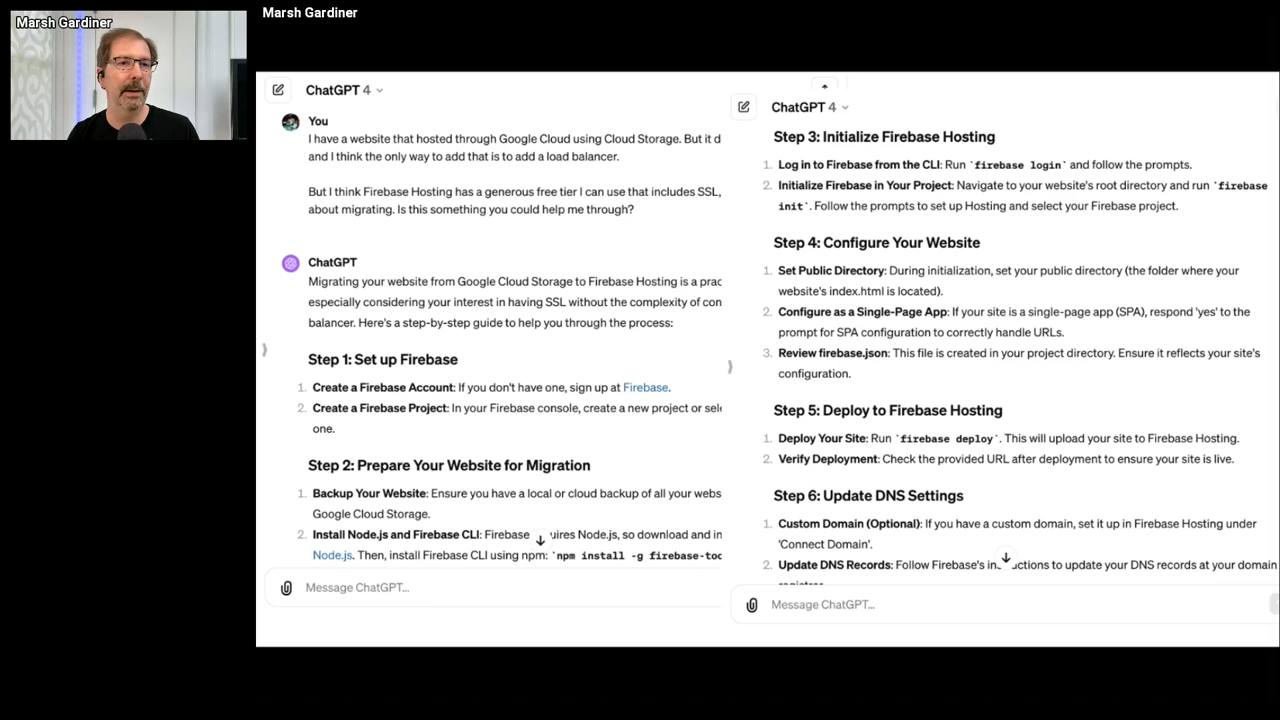 Marsh Gardiner
Marsh Gardiner
ChatGPT 4
You
I have a website that hosted through Google Cloud using Cloud Storage. But it d
and I think the only way to add that is to add a load balancer.
But I think Firebase Hosting has a generous free tier I can use that includes SSL,
about migrating. Is this something you could help me through?
ChatGPT
Migrating your website from Google Cloud Storage to Firebase Hosting is a prac
especially considering your interest in having SSL without the complexity of con
balancer. Here's a step-by-step guide to help you through the process:
Step 1: Set up Firebase
1. Create a Firebase Account: If you don't have one, sign up at Firebase.
2. Create a Firebase Project: In your Firebase console, create a new project or sele
one.
Step 2: Prepare Your Website for Migration
1. Backup Your Website: Ensure you have a local or cloud backup of all your webs
Google Cloud Storage.
2. Install Node.js and Firebase CLI: Firebase uires Node.js, so download and in
Node.js. Then, install Firebase CLI using npm: `npm install -g firebase-too
Message ChatGPT...
ChatGPT 4
Step 3: Initialize Firebase Hosting
1. Log in to Firebase from the CLI: Run `firebase login` and follow the prompts.
2. Initialize Firebase in Your Project: Navigate to your website's root directory and run `firebase
init`. Follow the prompts to set up Hosting and select your Firebase project.
Step 4: Configure Your Website
1. Set Public Directory: During initialization, set your public directory (the folder where your
website's index.html is located).
2. Configure as a Single-Page App: If your site is a single-page app (SPA), respond 'yes' to the
prompt for SPA configuration to correctly handle URLs.
3. Review firebase.json: This file is created in your project directory. Ensure it reflects your site's
configuration.
Step 5: Deploy to Firebase Hosting
1. Deploy Your Site: Run `firebase deploy`. This will upload your site to Firebase Hosting.
2. Verify Deployment: Check the provided URL after deployment to ensure your site is live.
Step 6: Update DNS Settings
1. Custom Domain (Optional): If you have a custom domain, set it up in Firebase Hosting under
'Connect Domain'.
2. Update DNS Records: Follow Firebase's ins uctions to update your DNS records at your domain
Message ChatGPT...